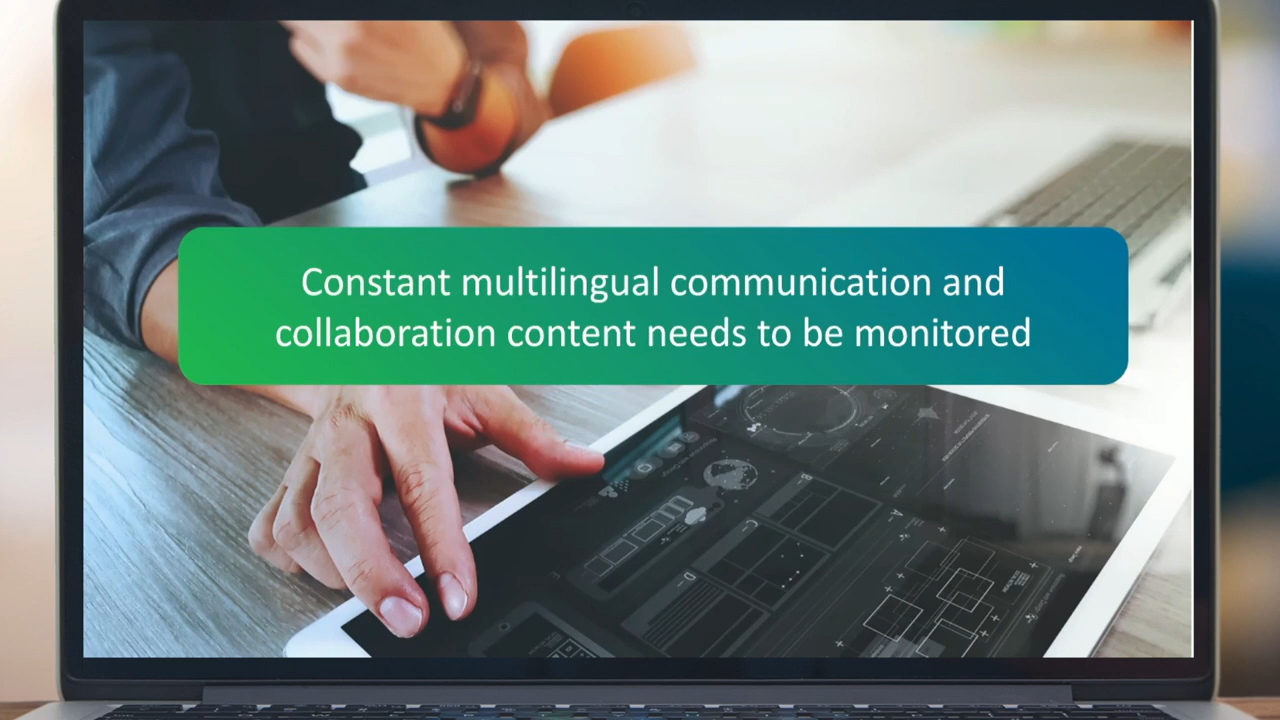 Constant multilingual communication and
collaboration content needs to be monitored
B
C
A
D